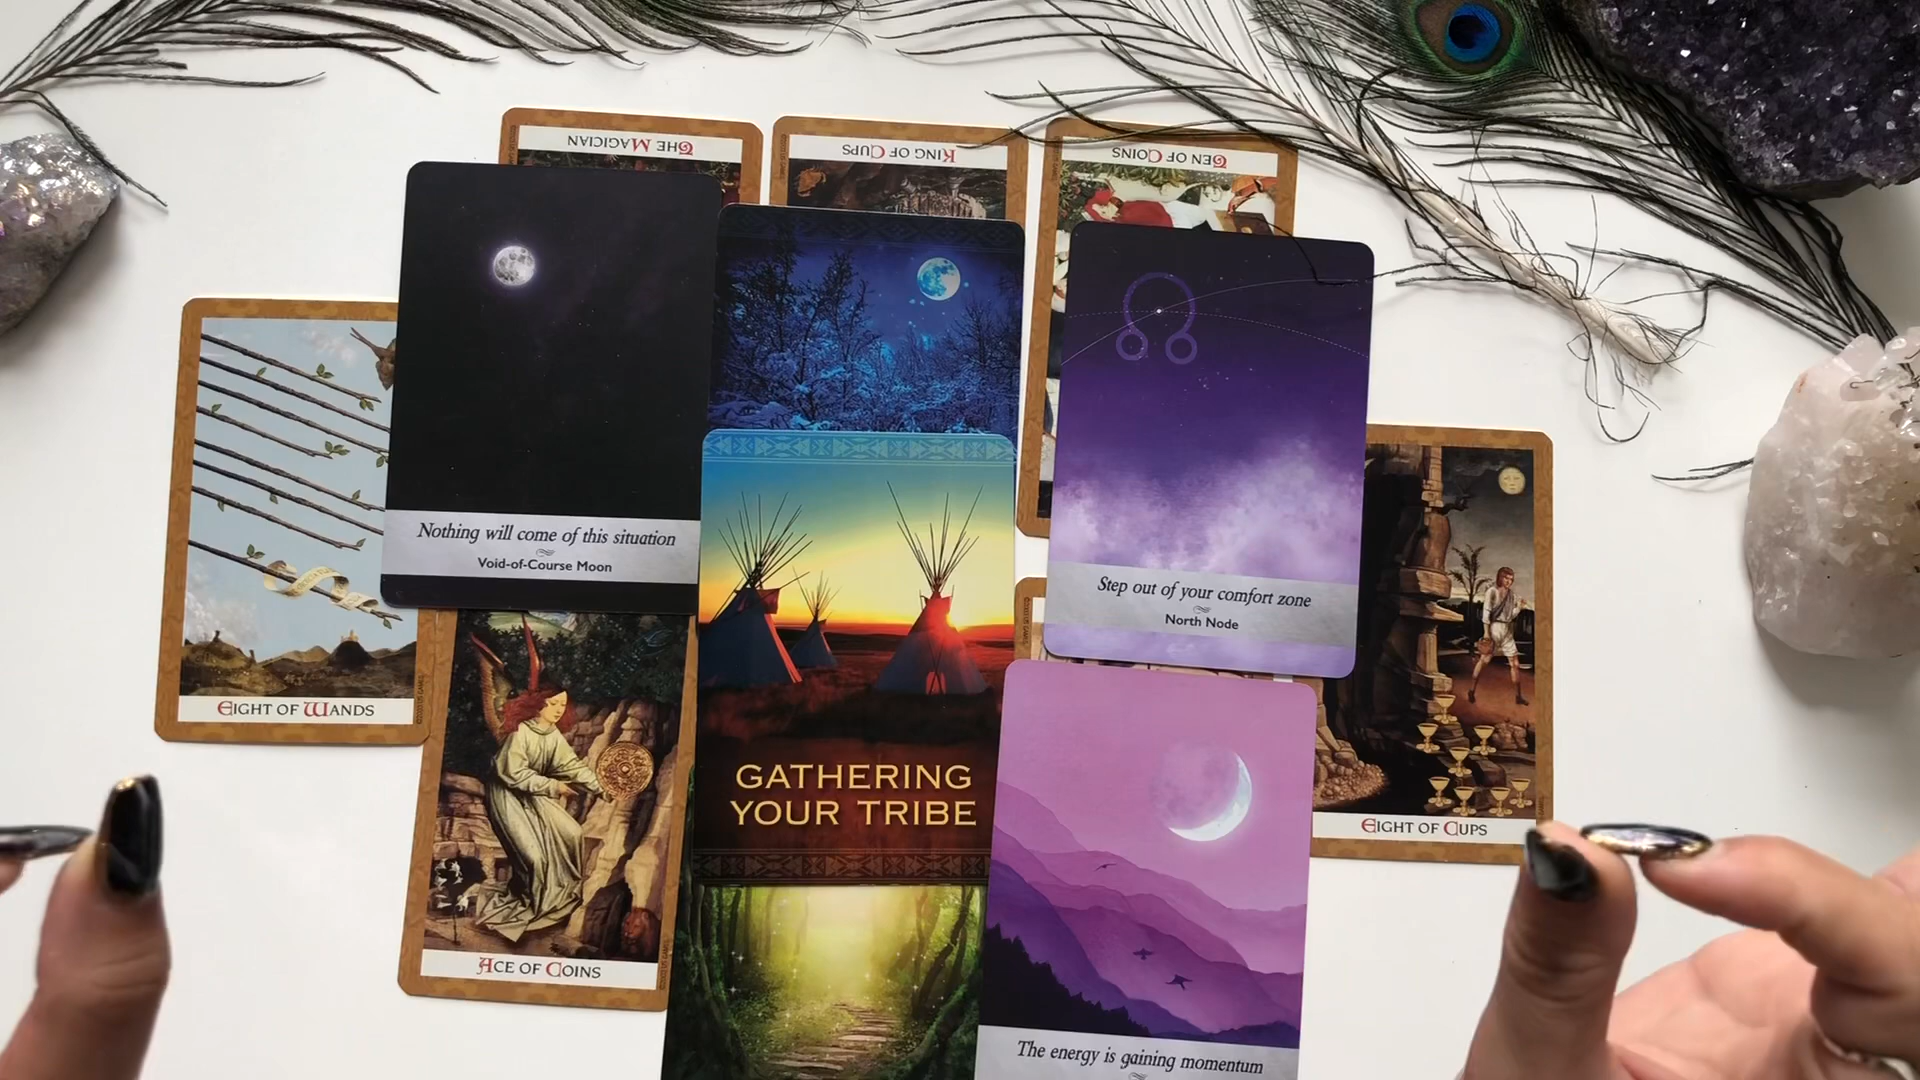 THE MAGICIAN
KING OF CUPS
TEN OF COINS
Nothing will come of this situation
Void-of-Course Moon
Step out of your comfort zone
North Node
EIGHT OF WANDS
GATHERING
YOUR TRIBE
EIGHT OF CUPS
ACE OF COINS
The energy is gaining momentum